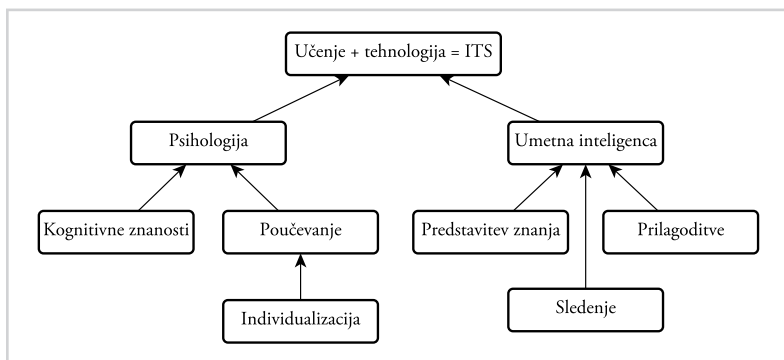 Učenje + tehnologija = ITS
Psihologija
Umetna inteligenca
Kognitivne znanosti
Poučevanje
Predstavitev znanja
Prilagoditve
Individualizacija
Sledenje